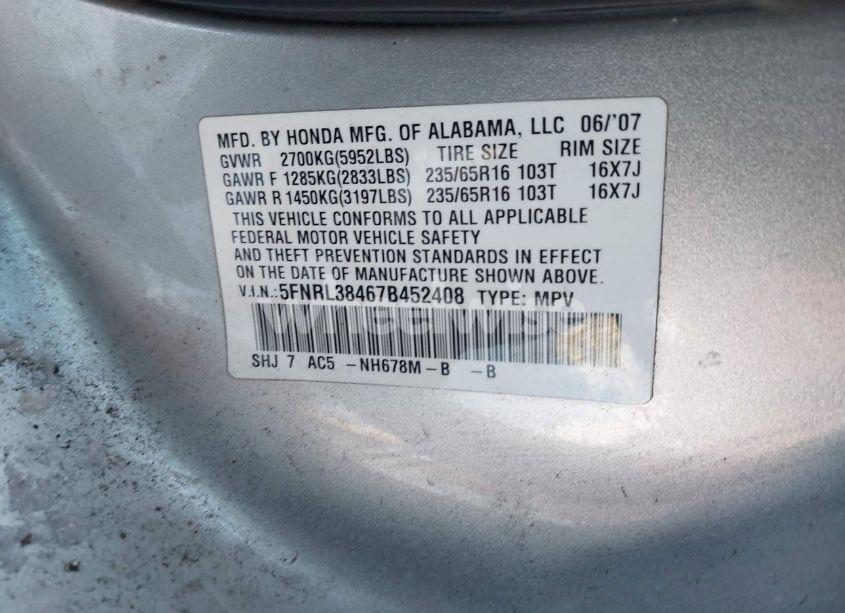 MFD. BY HONDA MFG. OF ALABAMA, LLC 06/'07
GVWR 2700KG(5952LBS) TIRE SIZE RIM SIZE
GAWR F 1285KG(2833LBS) 235/65R16 103T 16X7J
GAWR R 1450KG(3197LBS) 235/65R16 103T 16X7J
THIS VEHICLE CONFORMS TO ALL APPLICABLE
FEDERAL MOTOR VEHICLE SAFETY
AND THEFT PREVENTION STANDARDS IN EFFECT
ON THE DATE OF MANUFACTURE SHOWN ABOVE.
V.I.N.:5FNRL38467B452408 TYPE: MPV
SHJ 7 AC5 -NH678M-B -B